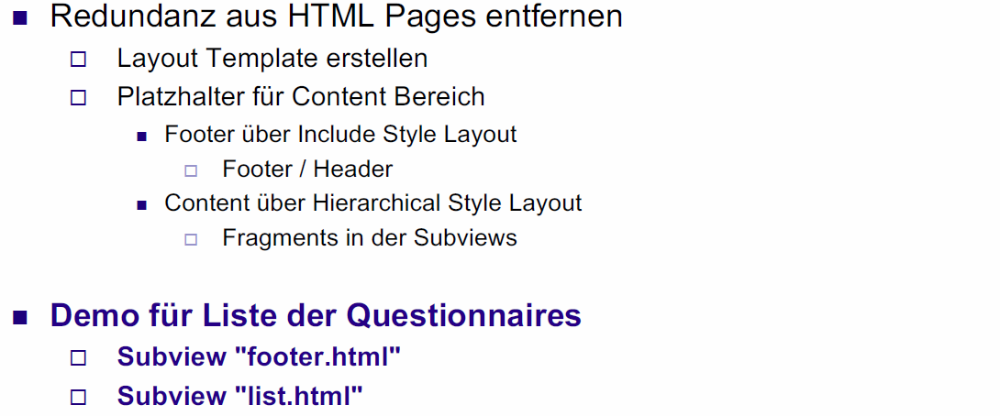 Redundanz aus HTML Pages entfernen
Layout Template erstellen
Platzhalter für Content Bereich
Footer über Include Style Layout
Footer / Header
Content über Hierarchical Style Layout
Fragments in der Subviews
Demo für Liste der Questionnaires
Subview "footer.html"
Subview "list.html"